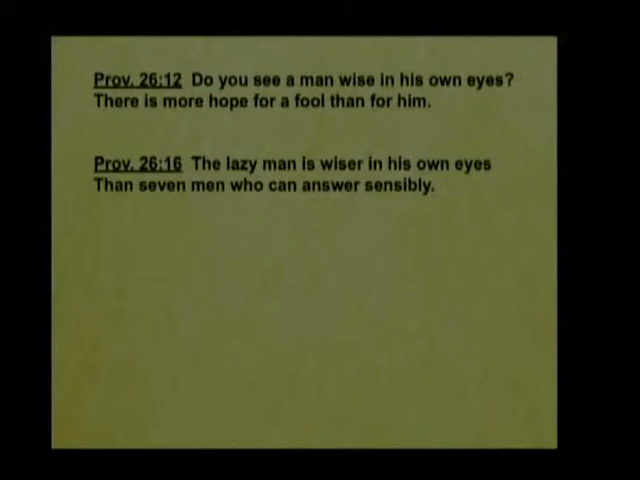 Prov. 26:12 Do you see a man wise in his own eyes?
There is more hope for a fool than for him.
Prov. 26:16 The lazy man is wiser in his own eyes
Than seven men who can answer sensibly.